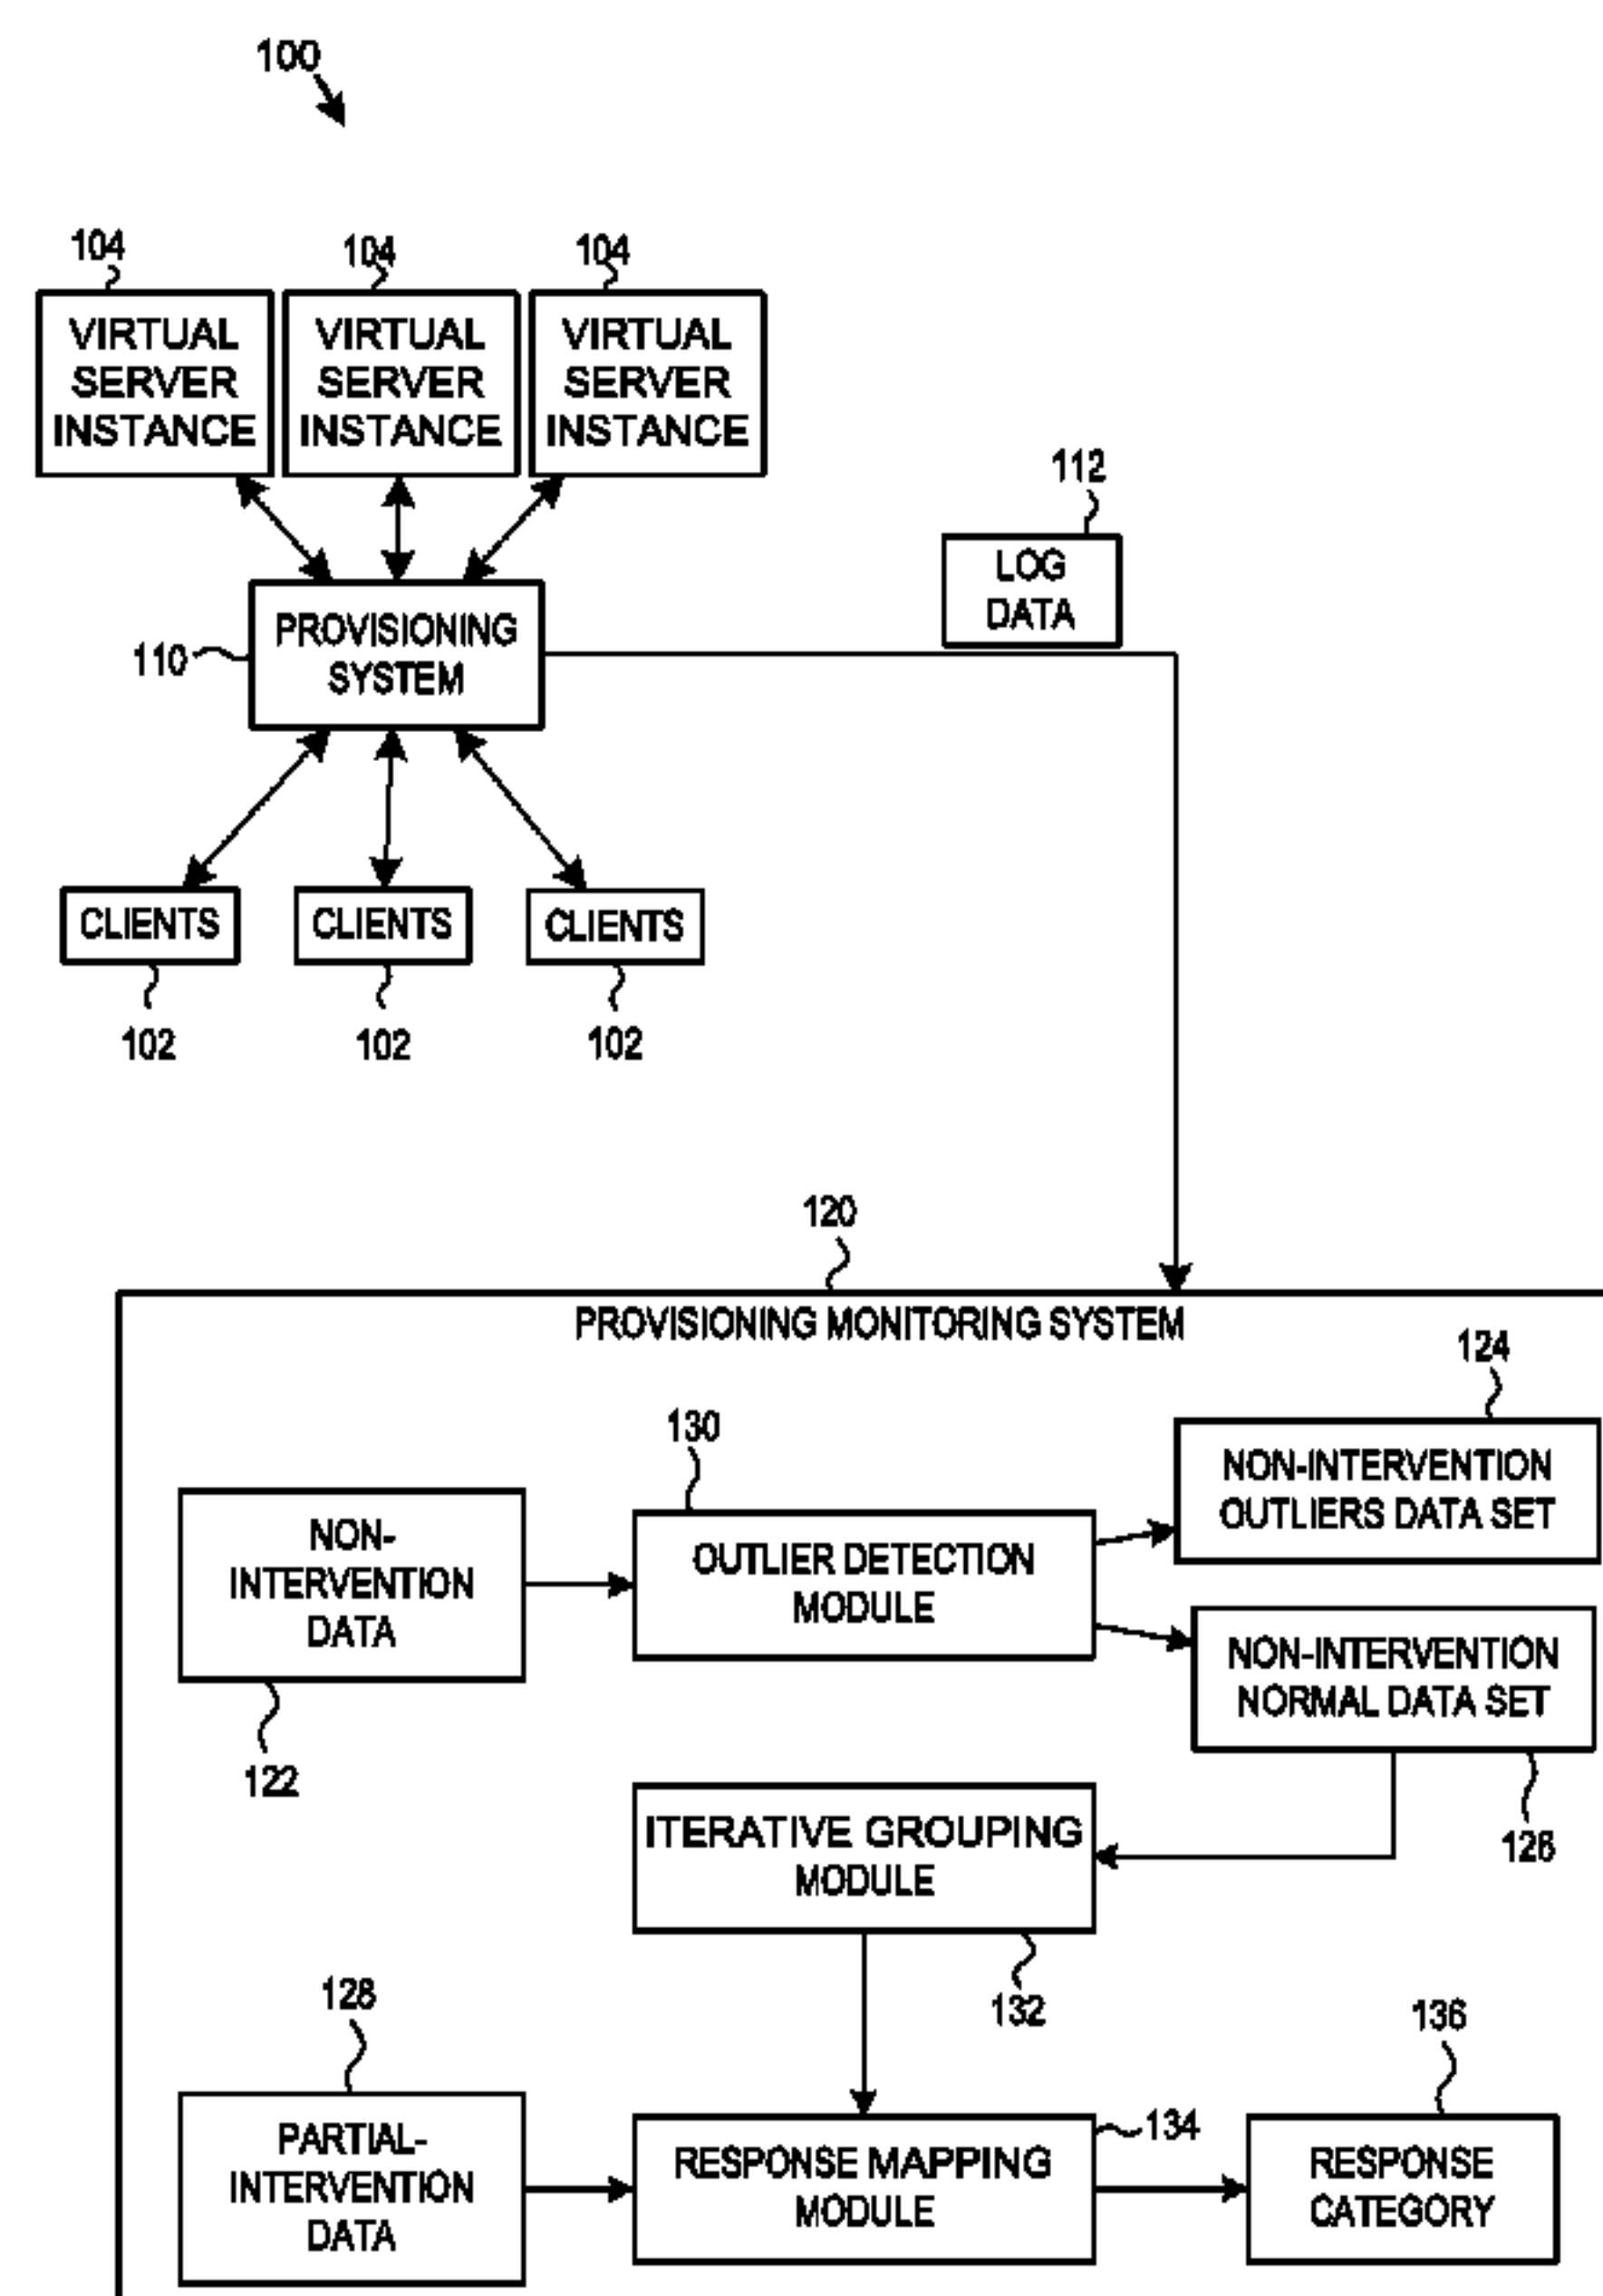 100
104
104
104
VIRTUAL
SERVER
INSTANCE
VIRTUAL
SERVER
INSTANCE
VIRTUAL
SERVER
INSTANCE
112
LOG
DATA
110
PROVISIONING
SYSTEM
CLIENTS
CLIENTS
CLIENTS
102
102
102
120
PROVISIONING MONITORING SYSTEM
124
130
NON-INTERVENTION
OUTLIERS DATA SET
NON-
INTERVENTION
DATA
OUTLIER DETECTION
MODULE
NON-INTERVENTION
NORMAL DATA SET
122
126
ITERATIVE GROUPING
MODULE
132
128
136
PARTIAL-
INTERVENTION
DATA
RESPONSE MAPPING
MODULE
134
RESPONSE
CATEGORY